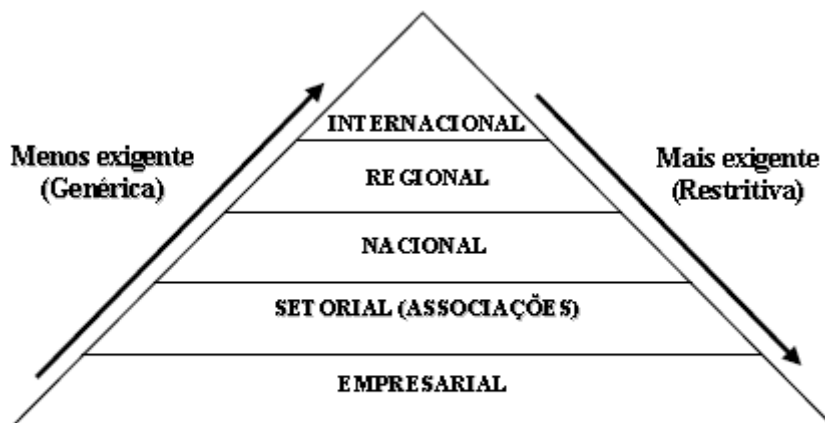 INTERNACIONAL
Menos exigente
(Genérica)
Mais exigente
(Restritiva)
REGIONAL
NACIONAL
SETORIAL (ASSOCIAÇÕES)
EMPRESARIAL